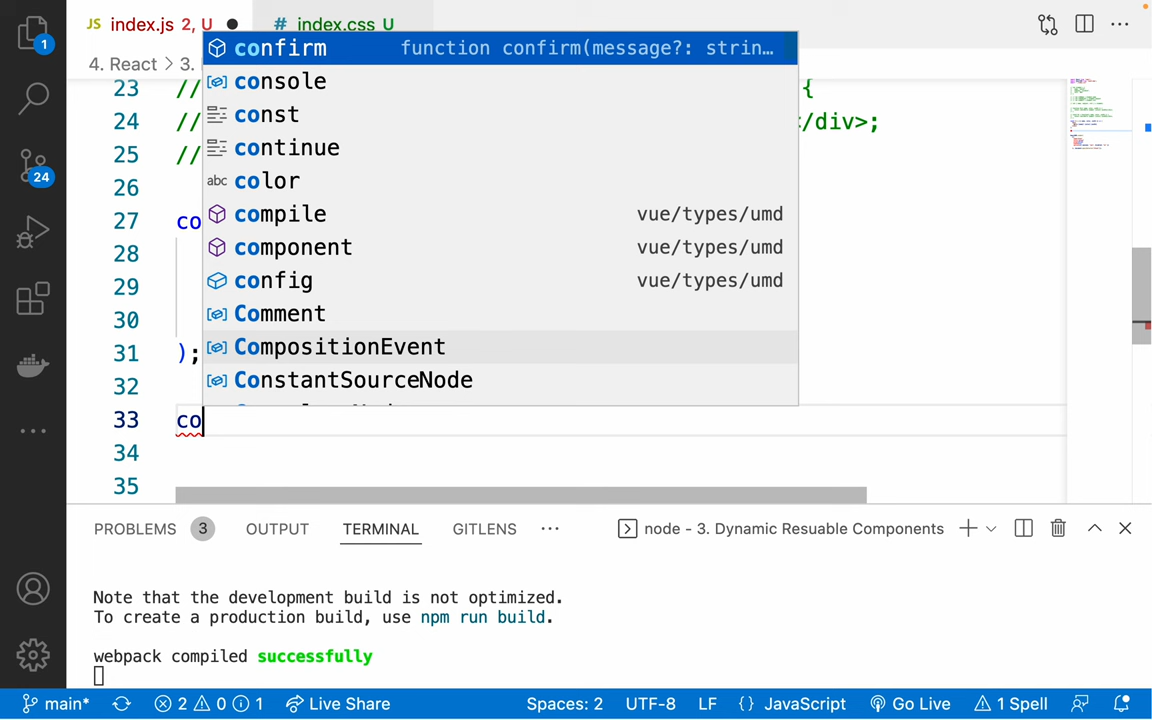 JS index.js 2, U ● # index.css U
4. React > 3.
1
24
confirm function confirm(message?: strin…
console
const
continue
abc color
compile vue/types/umd
component vue/types/umd
config vue/types/umd
Comment
CompositionEvent
ConstantSourceNode
23 // {
24 // </div>;
25 //
26
27 co
28
29
30
31 );
32
33 co
34
35
PROBLEMS 3 OUTPUT TERMINAL GITLENS ··· node - 3. Dynamic Resuable Components
Note that the development build is not optimized.
To create a production build, use npm run build.
webpack compiled successfully
main* 2 0 1 Live Share Spaces: 2 UTF-8 LF {} JavaScript Go Live 1 Spell